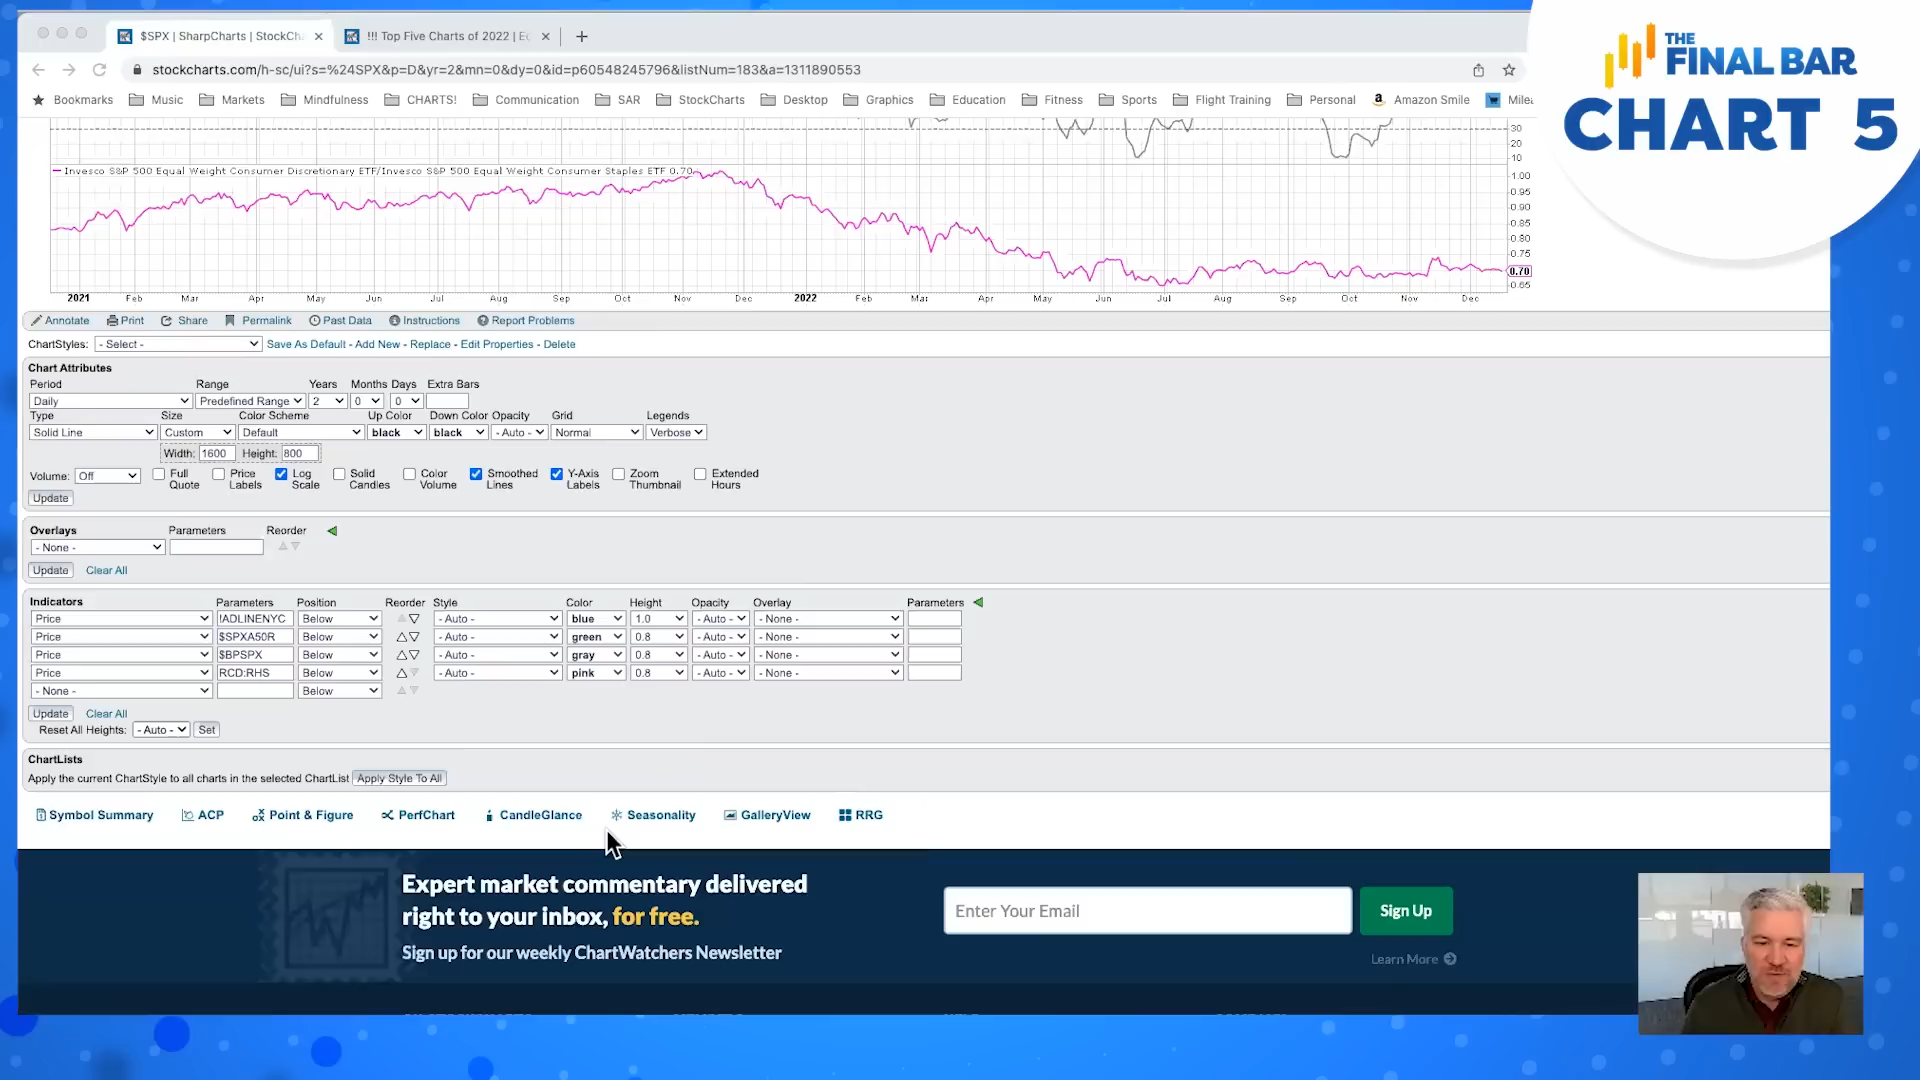 $SPX | SharpCharts | StockCh
!!! Top Five Charts of 2022 | Ec
stockcharts.com/h-sc/ui?s=%24SPX&p=D&yr=2&mn=0&dy=0&id=p60548245796&listNum=183&a=1311890553
Bookmarks Music Markets Mindfulness CHARTS! Communication SAR StockCharts Desktop Graphics Education Fitness Sports Flight Training Personal Amazon Smile
THE
FINAL BAR
CHART 5
30
20
10
Invesco S&P 500 Equal Weight Consumer Discretionary ETF/Invesco S&P 500 Equal Weight Consumer Staples ETF 0.70
1.00
0.95
0.90
0.85
0.80
0.75
0.70
0.65
2021 Feb Mar Apr May Jun Jul Aug Sep Oct Nov Dec 2022 Feb Mar Apr May Jun Jul Aug Sep Oct Nov Dec
Annotate Print Share Permalink Past Data Instructions Report Problems
ChartStyles: - Select - Save As Default - Add New - Replace - Edit Properties - Delete
Chart Attributes
Period Range Years Months Days Extra Bars
Daily Predefined Range 2 0 0
Type Size Color Scheme Up Color Down Color Opacity Grid Legends
Solid Line Custom Default black black - Auto - Normal Verbose
Width: 1600 Height: 800
Volume: Off Full Quote Price Labels Log Scale Solid Candles Color Volume Smoothed Lines Y-Axis Labels Zoom Thumbnail Extended Hours
Update
Overlays Parameters Reorder
- None -
Update Clear All
Indicators Parameters Position Reorder Style Color Height Opacity Overlay Parameters
Price !ADLINENYC Below - Auto - blue 1.0 - Auto - - None -
Price $SPXA50R Below - Auto - green 0.8 - Auto - - None -
Price $BPSPX Below - Auto - gray 0.8 - Auto - - None -
Price RCD:RHS Below - Auto - pink 0.8 - Auto - - None -
- None - Below
Update Clear All
Reset All Heights: - Auto - Set
ChartLists
Apply the current ChartStyle to all charts in the selected ChartList Apply Style To All
Symbol Summary ACP Point & Figure PerfChart CandleGlance Seasonality GalleryView RRG
Expert market commentary delivered
right to your inbox, for free.
Sign up for our weekly ChartWatchers Newsletter
Enter Your Email
Sign Up
Learn More